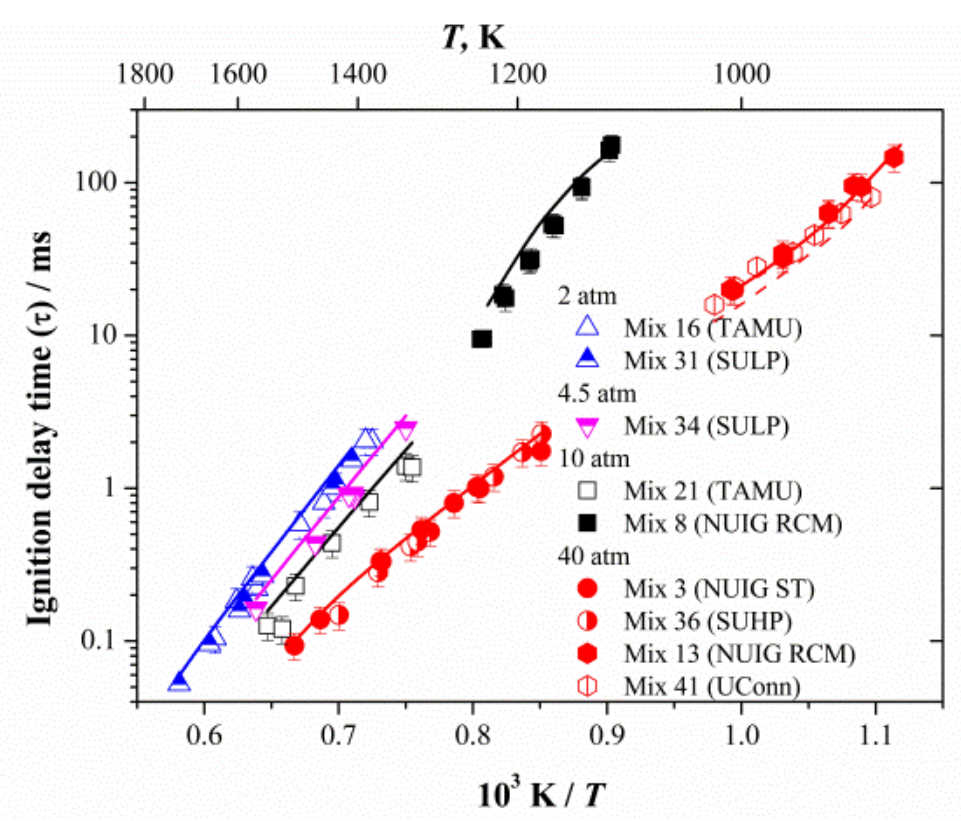 T, K
1800 1600 1400 1200 1000
Ignition delay time (τ) / ms
100
10
1
0.1
2 atm
Mix 16 (TAMU)
Mix 31 (SULP)
4.5 atm
Mix 34 (SULP)
10 atm
Mix 21 (TAMU)
Mix 8 (NUIG RCM)
40 atm
Mix 3 (NUIG ST)
Mix 36 (SUHP)
Mix 13 (NUIG RCM)
Mix 41 (UConn)
0.6 0.7 0.8 0.9 1.0 1.1
10³ K / T